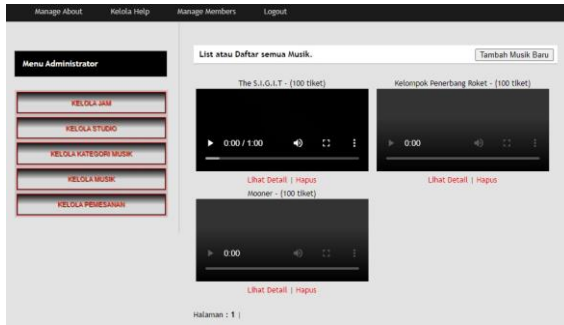 Manage About Kelola Help Manage Members Logout
Menu Administrator
KELOLA JAM
KELOLA STUDIO
KELOLA KATEGORI MUSIK
KELOLA MUSIK
KELOLA PEMESANAN
List atau Daftar semua Musik.
Tambah Musik Baru
The S.I.G.I.T - (100 tiket)
0:00 / 1:00
Lihat Detail | Hapus
Kelompok Penerbang Roket - (100 tiket)
0:00
Lihat Detail | Hapus
Mooner - (100 tiket)
0:00
Lihat Detail | Hapus
Halaman : 1 |